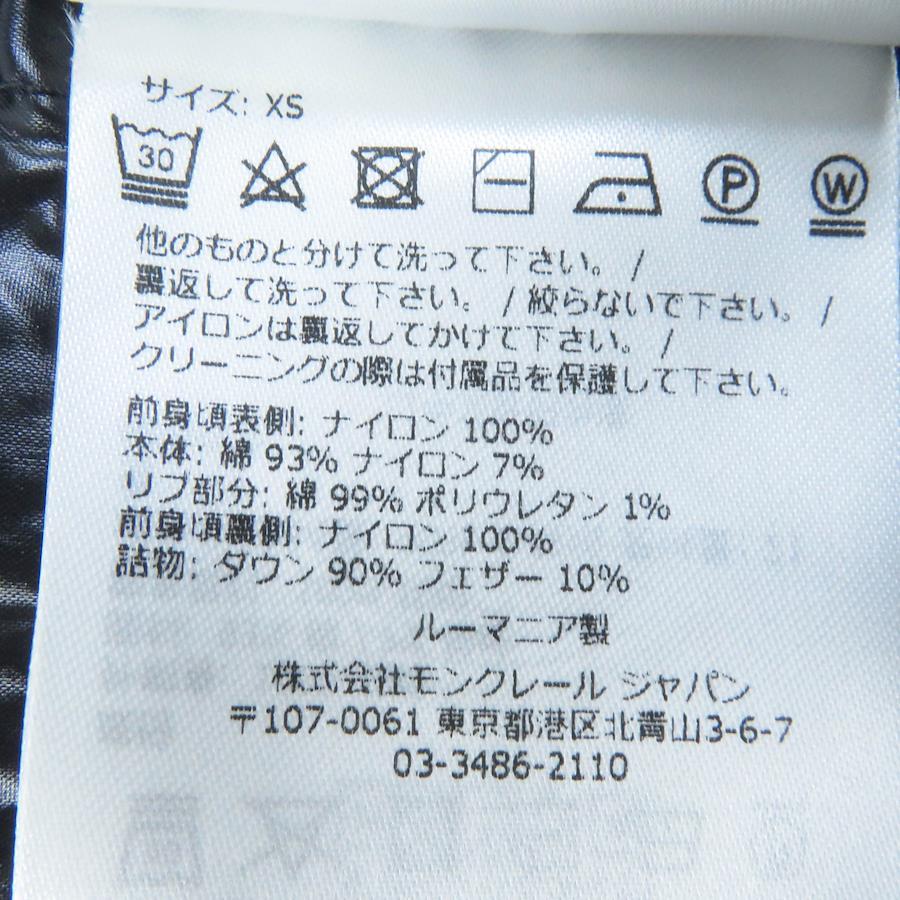 サイズ: XS
30 P W
他のものと分けて洗って下さい。 /
裏返して洗って下さい。 / 絞らないで下さい。 /
アイロンは裏返してかけて下さい。 /
クリーニングの際は付属品を保護して下さい。
前身頃表側: ナイロン 100%
本体: 綿 93% ナイロン 7%
リブ部分: 綿 99% ポリウレタン 1%
前身頃裏側: ナイロン 100%
詰物: ダウン 90% フェザー 10%
ルーマニア製
株式会社モンクレール ジャパン
〒107-0061 東京都港区北青山3-6-7
03-3486-2110